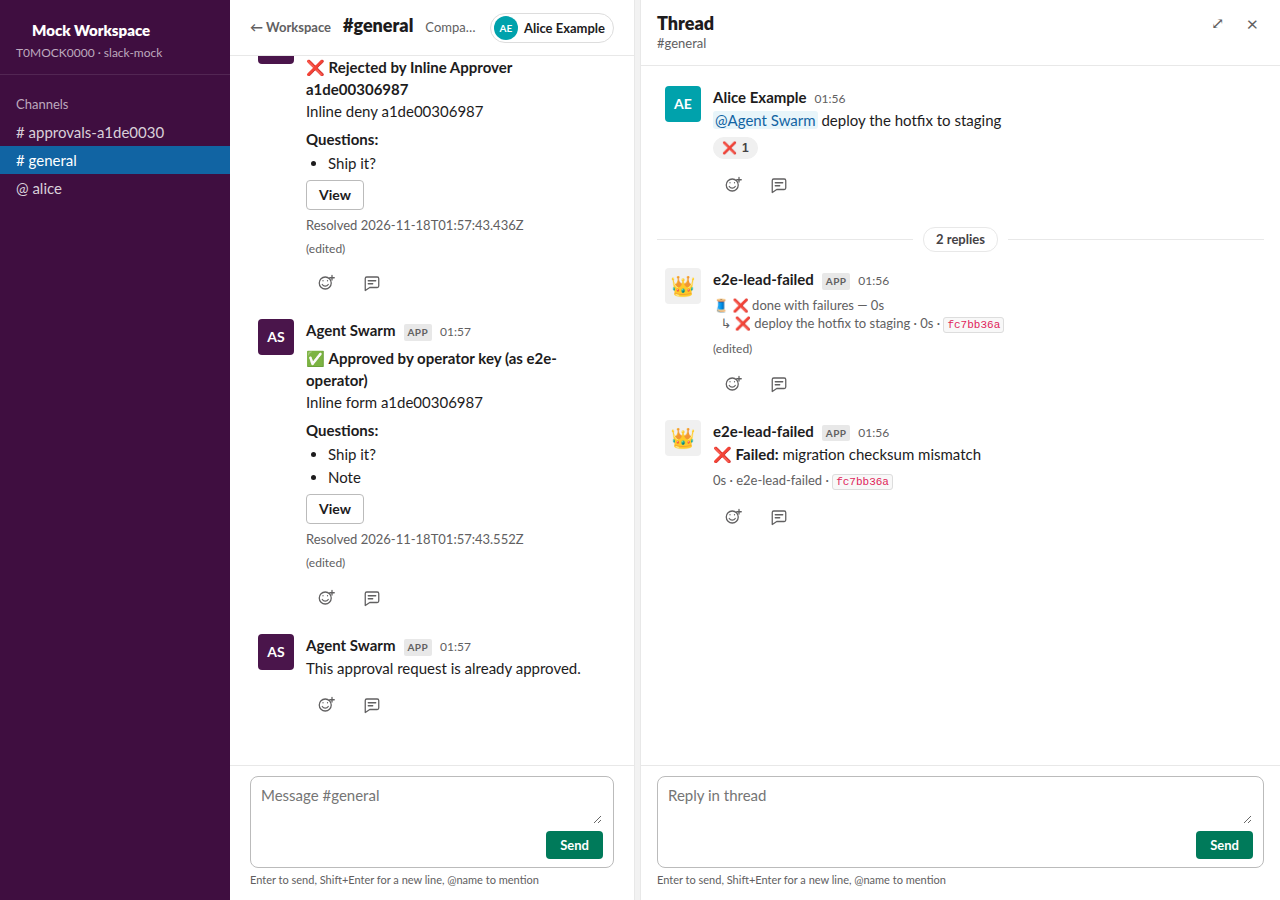 Mock Workspace
T0MOCK0000 · slack-mock
Channels
# approvals-a1de0030
# general
@ alice
← Workspace #general Compa... AE Alice Example
❌ Rejected by Inline Approver
a1de00306987
Inline deny a1de00306987
Questions:
• Ship it?
View
Resolved 2026-11-18T01:57:43.436Z
(edited)
AS Agent Swarm APP 01:57
✅ Approved by operator key (as e2e-
operator)
Inline form a1de00306987
Questions:
• Ship it?
• Note
View
Resolved 2026-11-18T01:57:43.552Z
(edited)
AS Agent Swarm APP 01:57
This approval request is already approved.
Message #general
Send
Enter to send, Shift+Enter for a new line, @name to mention
Thread
#general
AE Alice Example 01:56
@Agent Swarm deploy the hotfix to staging
❌ 1
2 replies
e2e-lead-failed APP 01:56
🧵 ❌ done with failures — 0s
↳ ❌ deploy the hotfix to staging · 0s · fc7bb36a
(edited)
e2e-lead-failed APP 01:56
❌ Failed: migration checksum mismatch
0s · e2e-lead-failed · fc7bb36a
Reply in thread
Send
Enter to send, Shift+Enter for a new line, @name to mention